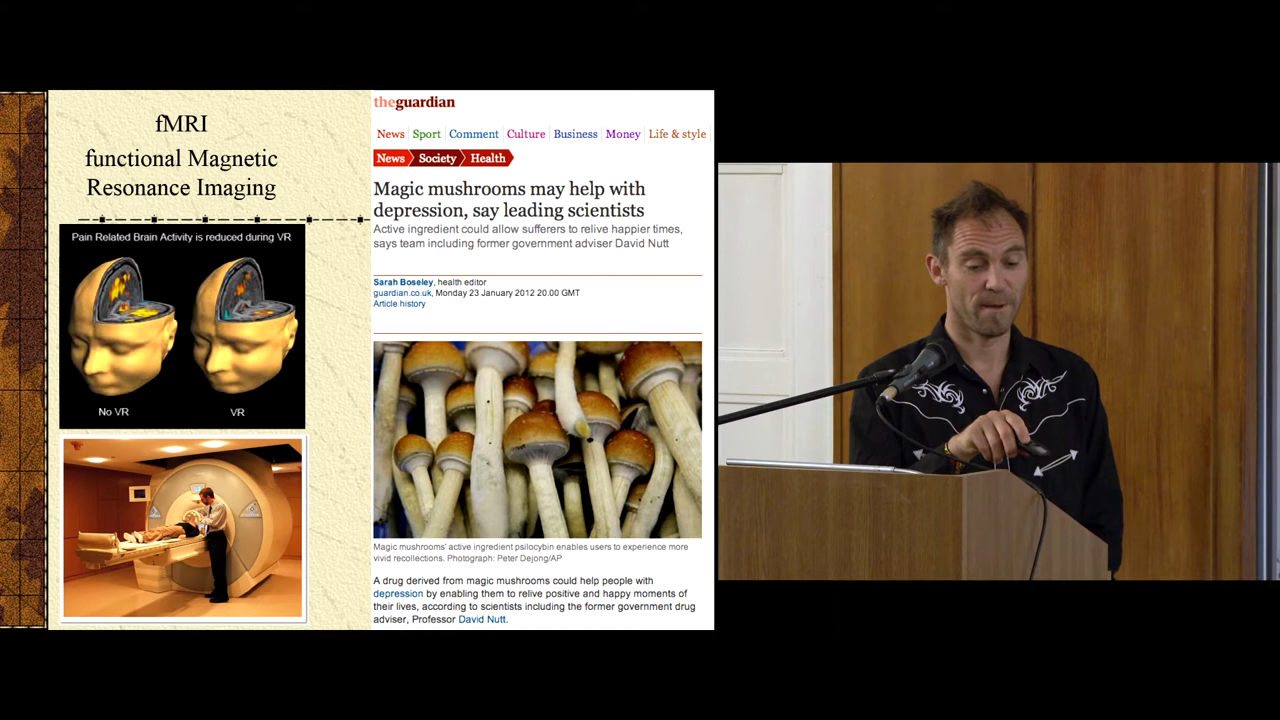 fMRI
functional Magnetic
Resonance Imaging
Pain Related Brain Activity is reduced during VR
No VR
VR
theguardian
News Sport Comment Culture Business Money Life & style
News Society Health
Magic mushrooms may help with
depression, say leading scientists
Active ingredient could allow sufferers to relive happier times,
says team including former government adviser David Nutt
Sarah Boseley, health editor
guardian.co.uk, Monday 23 January 2012 20.00 GMT
Article history
Magic mushrooms' active ingredient psilocybin enables users to experience more
vivid recollections. Photograph: Peter Dejong/AP
A drug derived from magic mushrooms could help people with
depression by enabling them to relive positive and happy moments of
their lives, according to scientists including the former government drug
adviser, Professor David Nutt.